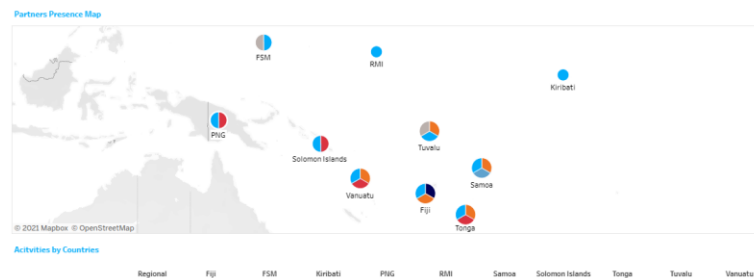 Partners Presence Map
FSM
RMI
Kiribati
PNG
Solomon Islands
Tuvalu
Samoa
Vanuatu
Fiji
Tonga
© 2021 Mapbox © OpenStreetMap
Acitvities by Countries
Regional Fiji FSM Kiribati PNG RMI Samoa Solomon Islands Tonga Tuvalu Vanuatu